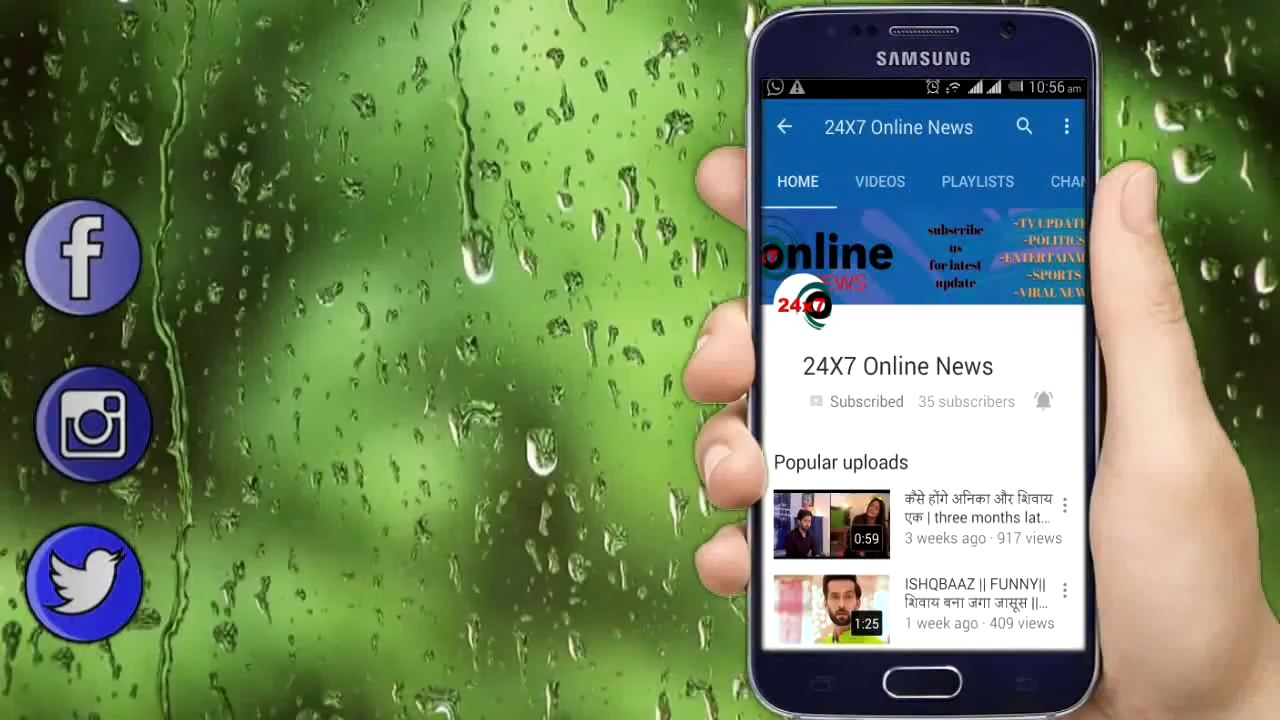 SAMSUNG
10:56 am
24X7 Online News
HOME VIDEOS PLAYLISTS CHAN
online
NEWS
24x7
subscribe
us
for latest
update
-TV UPDATE
-POLITICS
-ENTERTAINM
-SPORTS
-VIRAL NEW
24X7 Online News
Subscribed 35 subscribers
Popular uploads
0:59
कैसे होंगे अनिका और शिवाय
एक | three months lat...
3 weeks ago · 917 views
1:25
ISHQBAAZ || FUNNY||
शिवाय बना जगा जासूस ||...
1 week ago · 409 views